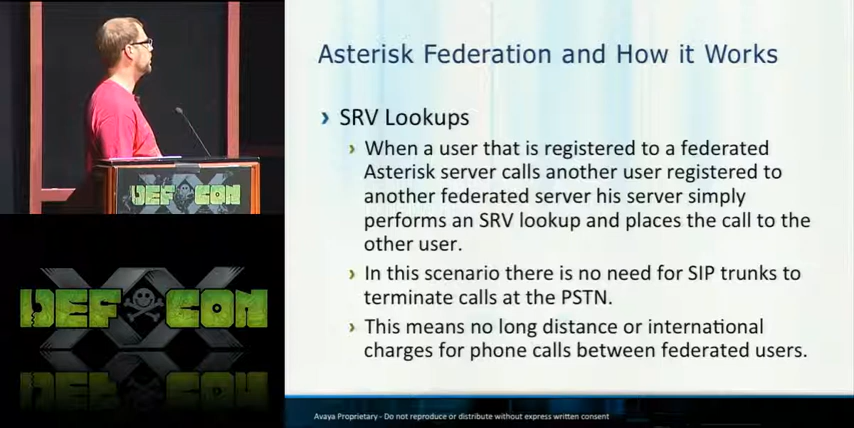 DEF CON
DEF CON
Asterisk Federation and How it Works
› SRV Lookups
› When a user that is registered to a federated
Asterisk server calls another user registered to
another federated server his server simply
performs an SRV lookup and places the call to the
other user.
› In this scenario there is no need for SIP trunks to
terminate calls at the PSTN.
› This means no long distance or international
charges for phone calls between federated users.
Avaya Proprietary - Do not reproduce or distribute without express written consent